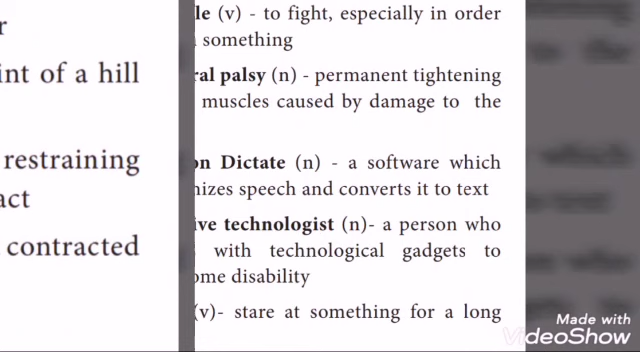 r
int of a hill
restraining
act
contracted
le (v) - to fight, especially in order
something
ral palsy (n) - permanent tightening
muscles caused by damage to the
on Dictate (n) - a software which
nizes speech and converts it to text
ive technologist (n)- a person who
with technological gadgets to
ome disability
(v)- stare at something for a long
Made with
VideoShow